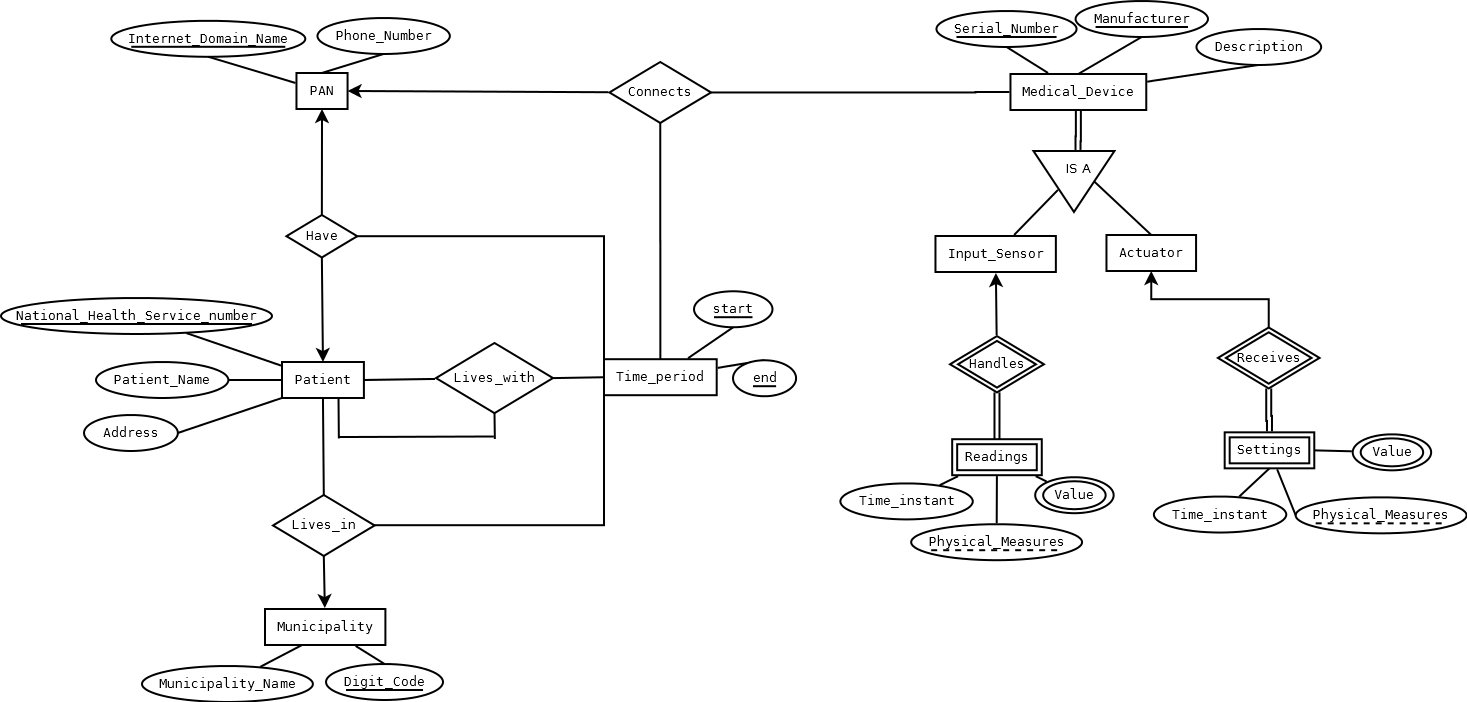 Internet_Domain_Name
Phone_Number
Serial_Number
Manufacturer
Description
PAN
Connects
Medical_Device
IS A
Have
Input_Sensor
Actuator
National_Health_Service_number
start
Patient_Name
Patient
Lives_with
Time_period
end
Handles
Receives
Address
Readings
Settings
Value
Time_instant
Value
Time_instant
Physical_Measures
Lives_in
Physical_Measures
Municipality
Municipality_Name
Digit_Code